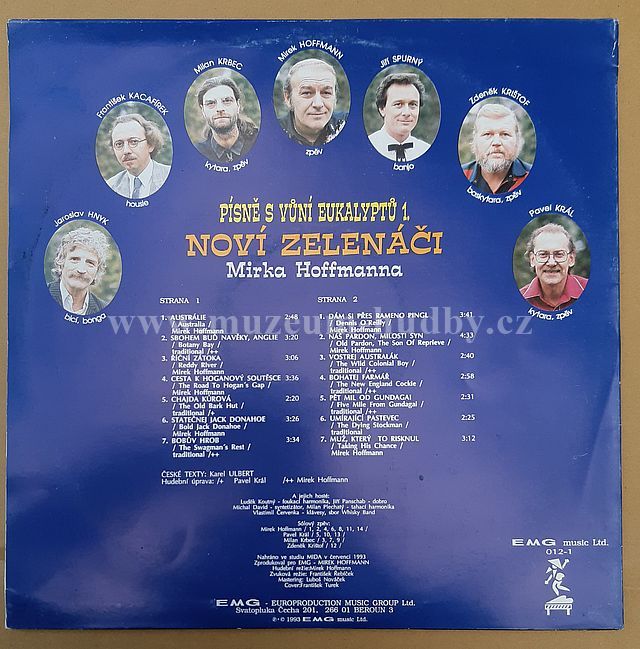 Mirek HOFFMANN
Milan KRBEC
Jiří SPURNÝ
František KACAFÍREK
Zdeněk KRIŠTOF
zpěv
kytara, zpěv
banjo
housle
baskytara, zpěv
Jaroslav HNYK
Pavel KRÁL
bicí, bonga
kytary, zpěv
PÍSNĚ S VŮNÍ EUKALYPTŮ 1.
NOVÍ ZELENÁČI
Mirka Hoffmanna
STRANA 1
1. AUSTRÁLIE 2:48
/ Australia /
Mirek Hoffmann
2. SBOHEM BUĎ NAVĚKY, ANGLIE 3:20
/ Botany Bay /
traditional /++
3. ŘÍČNÍ ZÁTOKA 3:06
/ Reddy River /
Mirek Hoffmann
4. CESTA K HOGANOVÝ SOUTĚSCE 3:36
/ The Road To Hogan's Gap /
Mirek Hoffmann
5. CHAJDA KŮROVÁ 2:20
/ The Old Bark Hut /
traditional /+
6. STATEČNEJ JACK DONAHOE 3:26
/ Bold Jack Donahoe /
Mirek Hoffmann
7. BOBŮV HROB 3:34
/ The Swagman's Rest /
traditional /++
STRANA 2
1. DÁM SI PŘES RAMENO PINGL 3:41
/ Dennis O'Reilly /
Mirek Hoffmann
2. NÁŠ PARDON, MILOSTI SYN 4:33
/ Old Pardon, The Son Of Reprieve /
Mirek Hoffmann
3. VOSTREJ AUSTRALÁK 2:40
/ The Wild Colonial Boy /
traditional /++
4. BOHATEJ FARMÁŘ 2:58
/ The New England Cockie /
traditional /++
5. PĚT MIL OD GUNDAGAI 2:31
/ Five Mile From Gundagai /
traditional /++
6. UMÍRAJÍCÍ PASTEVEC 2:25
/ The Dying Stockman /
traditional
7. MUŽ, KTERÝ TO RISKNUL 3:12
/ Taking His Chance /
Mirek Hoffmann
www.muzeumhudby.cz
ČESKÉ TEXTY: Karel ULBERT
Hudební úprava: /+ Pavel Král /++ Mirek Hoffmann
A jejich hosté:
Luděk Koutný - foukací harmonika, Jiří Panschab - dobro
Michal David - syntetizátor, Milan Plechatý - tahací harmonika
Vlastimil Červenka - klávesy, sbor Whisky Band
Sólový zpěv:
Mirek Hoffmann / 1, 2, 4, 6, 8, 11, 14 /
Pavel Král / 5, 10, 13 /
Milan Krbec / 3, 7, 9 /
Zdeněk Krištof / 12 /
Nahráno ve studiu MIDA v červenci 1993
Zprodukoval pro EMG - MIREK HOFFMANN
Hudební režie:Mirek Hoffmann
Zvuková režie: František Řebíček
Mastering: Luboš Nováček
Cover:František Turek
EMG music Ltd.
012-1
EMG - EUROPRODUCTION MUSIC GROUP Ltd.
Svatopluka Čecha 201, 266 01 BEROUN 3
℗ · © 1993 EMG music Ltd.